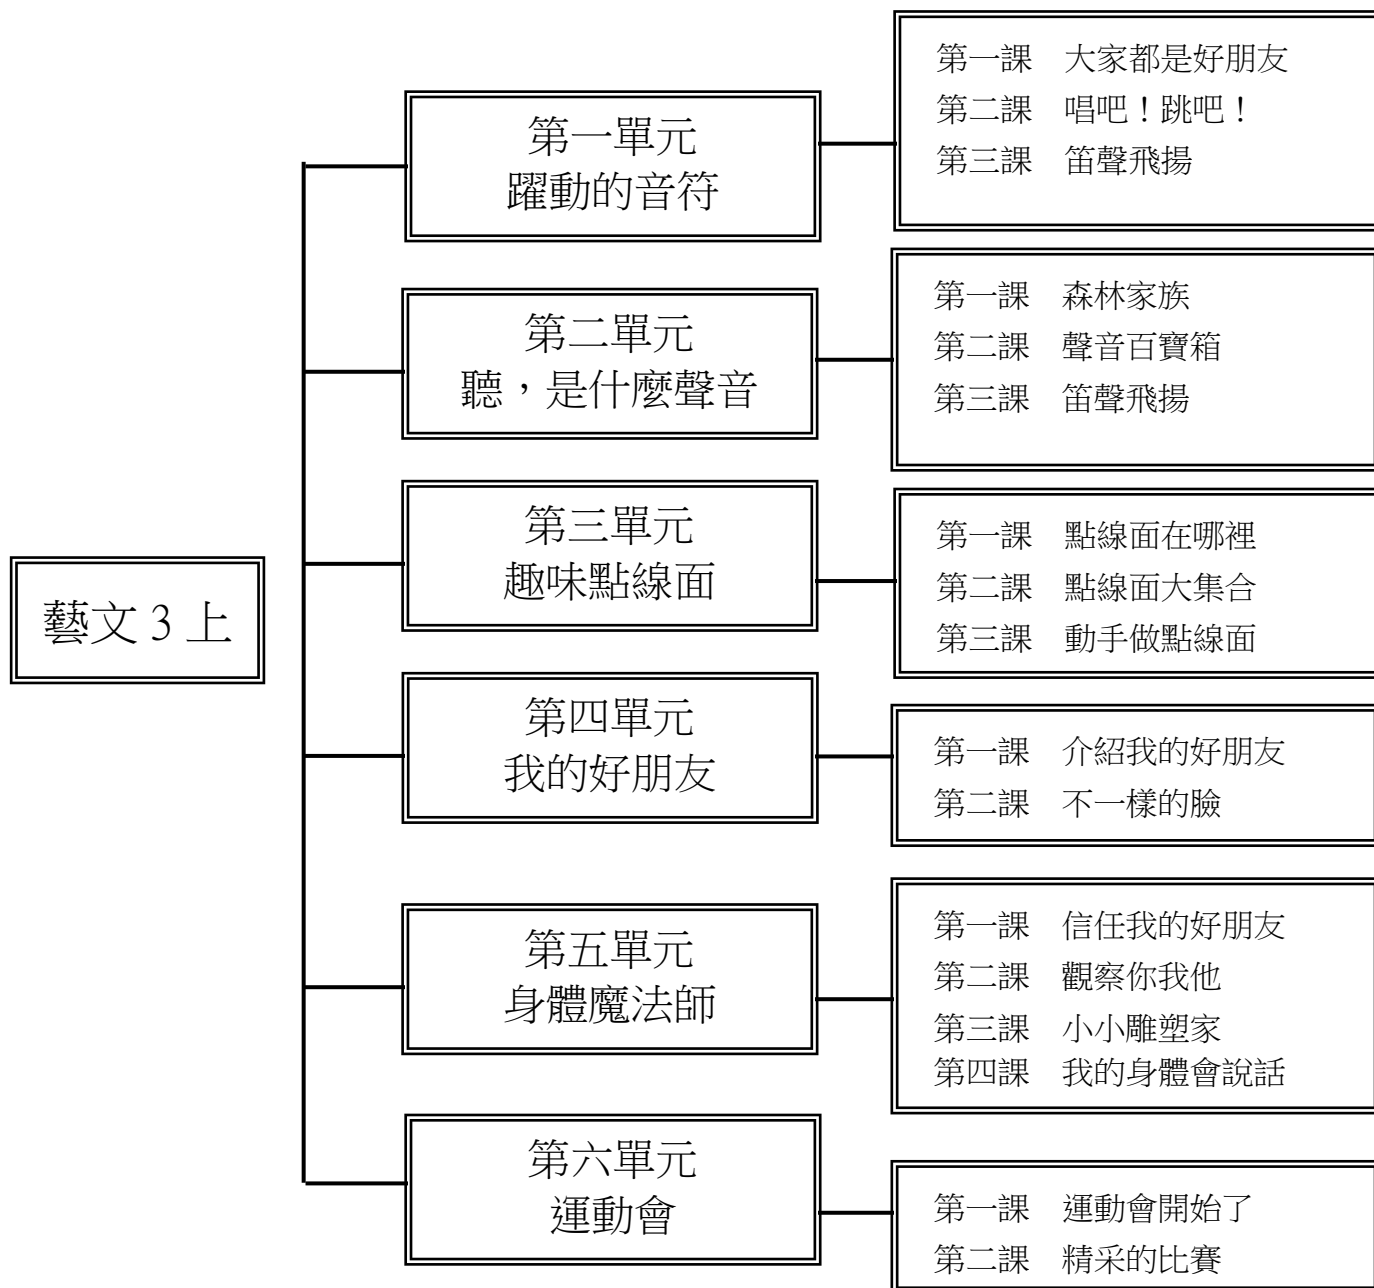 藝文 3 上
第一單元
躍動的音符
第一課　大家都是好朋友
第二課　唱吧！跳吧！
第三課　笛聲飛揚
第二單元
聽，是什麼聲音
第一課　森林家族
第二課　聲音百寶箱
第三課　笛聲飛揚
第三單元
趣味點線面
第一課　點線面在哪裡
第二課　點線面大集合
第三課　動手做點線面
第四單元
我的好朋友
第一課　介紹我的好朋友
第二課　不一樣的臉
第五單元
身體魔法師
第一課　信任我的好朋友
第二課　觀察你我他
第三課　小小雕塑家
第四課　我的身體會說話
第六單元
運動會
第一課　運動會開始了
第二課　精采的比賽